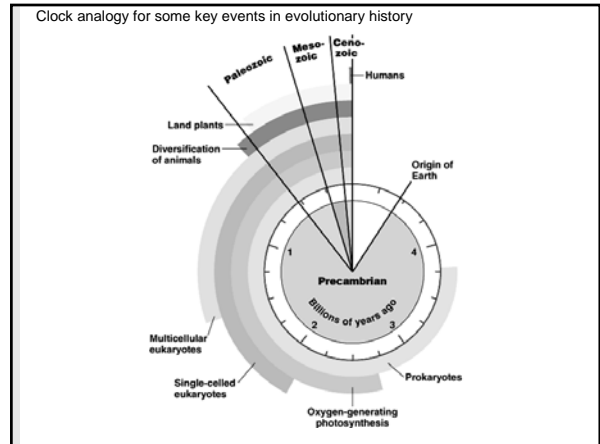 Clock analogy for some key events in evolutionary history
Paleozoic
Meso-
zoic
Ceno-
zoic
Humans
Land plants
Diversification
of animals
Origin of
Earth
1
4
Precambrian
Billions of years ago
2
3
Multicellular
eukaryotes
Single-celled
eukaryotes
Prokaryotes
Oxygen-generating
photosynthesis